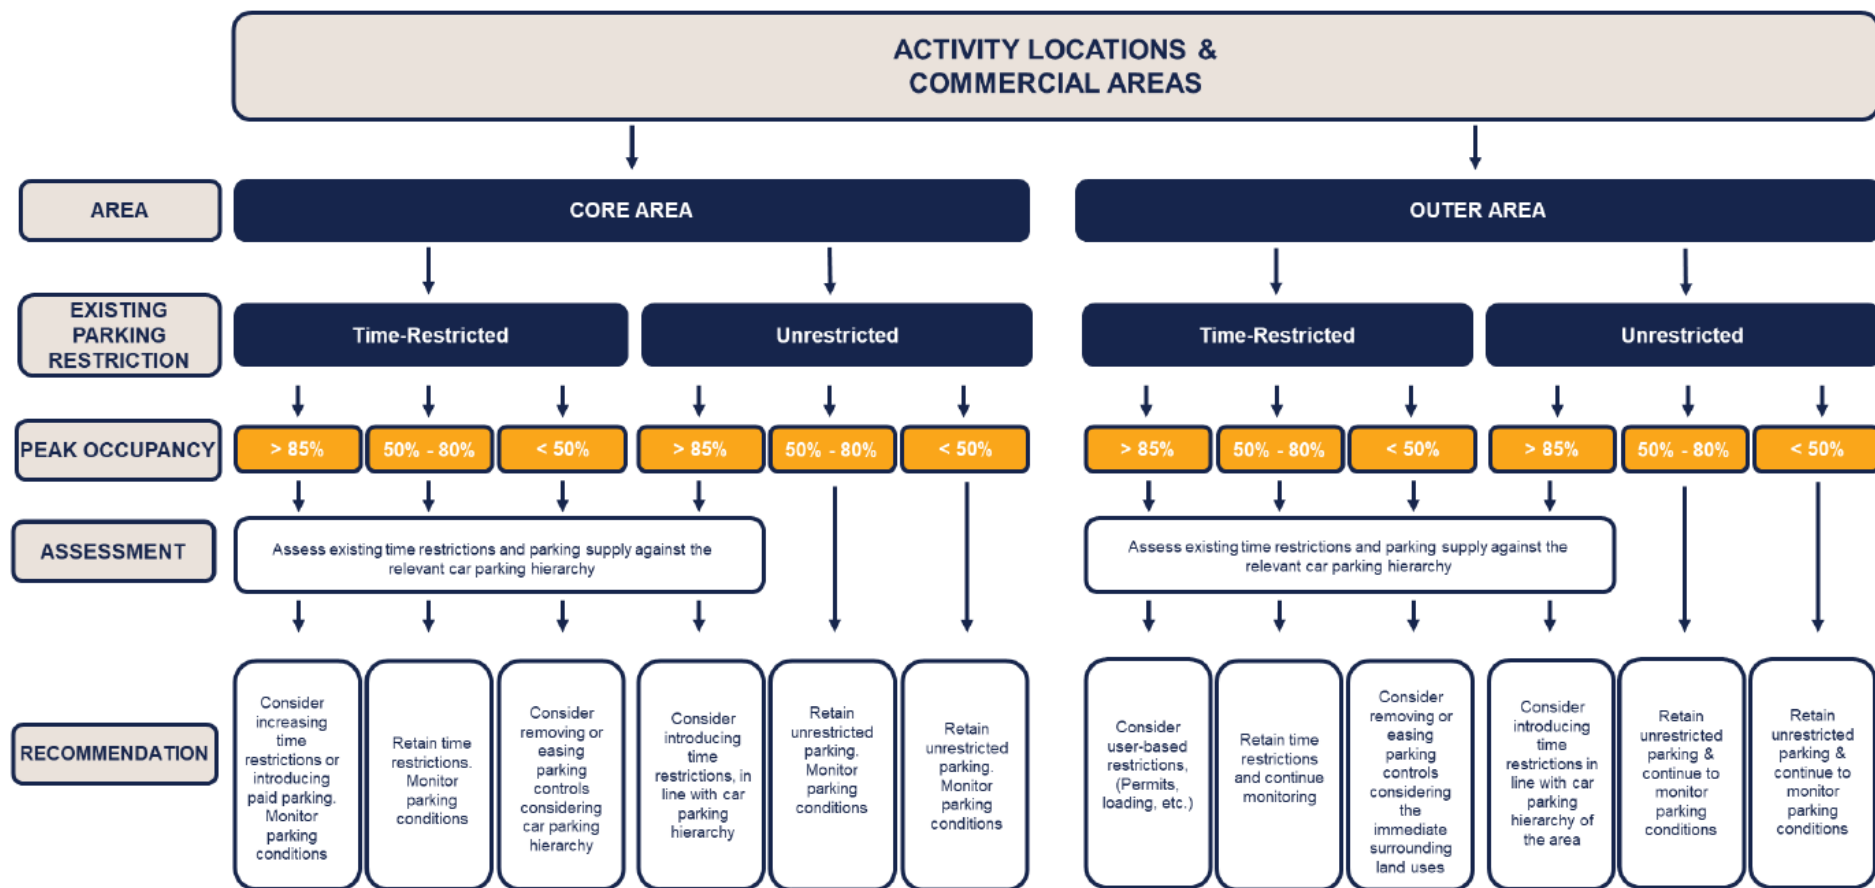 ACTIVITY LOCATIONS &
COMMERCIAL AREAS
AREA
CORE AREA
OUTER AREA
EXISTING
PARKING
RESTRICTION
Time-Restricted
Unrestricted
Time-Restricted
Unrestricted
PEAK OCCUPANCY
> 85%
50% - 80%
< 50%
> 85%
50% - 80%
< 50%
> 85%
50% - 80%
< 50%
> 85%
50% - 80%
< 50%
ASSESSMENT
Assess existing time restrictions and parking supply against the
relevant car parking hierarchy
Assess existing time restrictions and parking supply against the
relevant car parking hierarchy
RECOMMENDATION
Consider
increasing
time
restrictions or
introducing
paid parking.
Monitor
parking
conditions
Retain time
restrictions.
Monitor
parking
conditions
Consider
removing or
easing
parking
controls
considering
car parking
hierarchy
Consider
introducing
time
restrictions, in
line with car
parking
hierarchy
Retain
unrestricted
parking.
Monitor
parking
conditions
Retain
unrestricted
parking.
Monitor
parking
conditions
Consider
user-based
restrictions,
(Permits,
loading, etc.)
Retain time
restrictions
and continue
monitoring
Consider
removing or
easing
parking
controls
considering
the
immediate
surrounding
land uses
Consider
introducing
time
restrictions in
line with car
parking
hierarchy of
the area
Retain
unrestricted
parking &
continue to
monitor
parking
conditions
Retain
unrestricted
parking &
continue to
monitor
parking
conditions